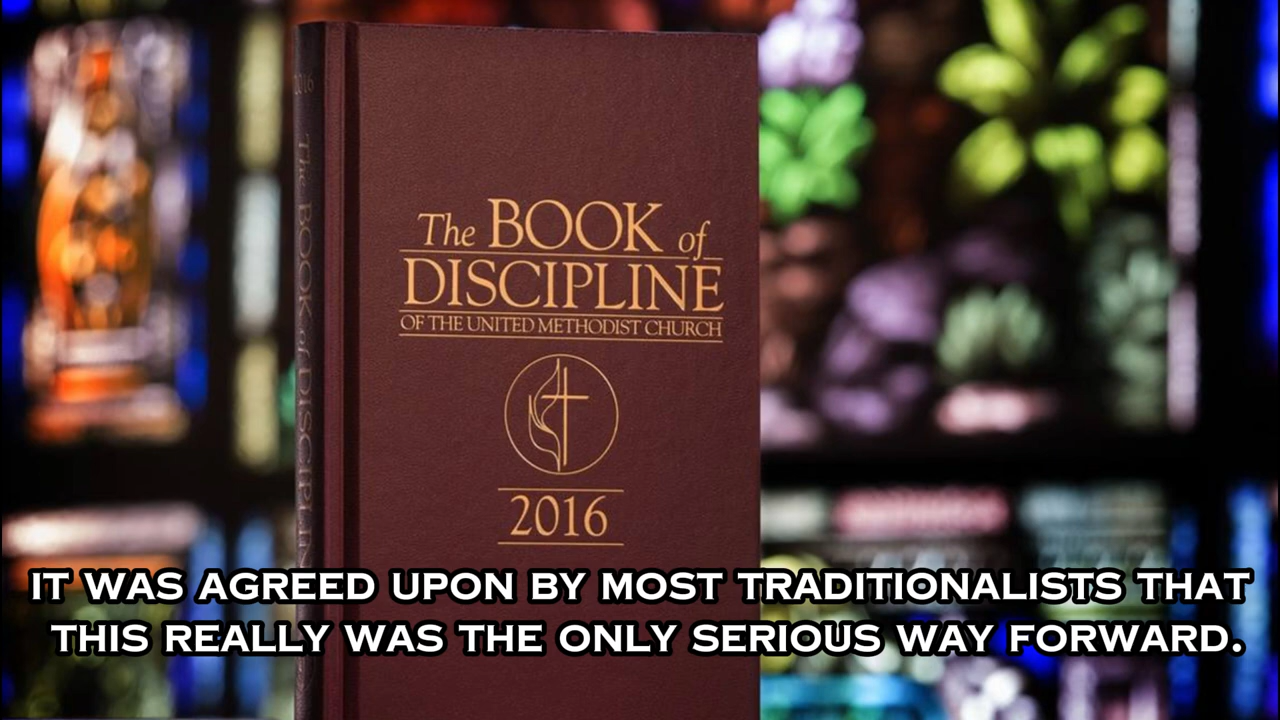 2016
The BOOK of DISCIPLINE
The BOOK of
DISCIPLINE
OF THE UNITED METHODIST CHURCH
2016
IT WAS AGREED UPON BY MOST TRADITIONALISTS THAT
THIS REALLY WAS THE ONLY SERIOUS WAY FORWARD.